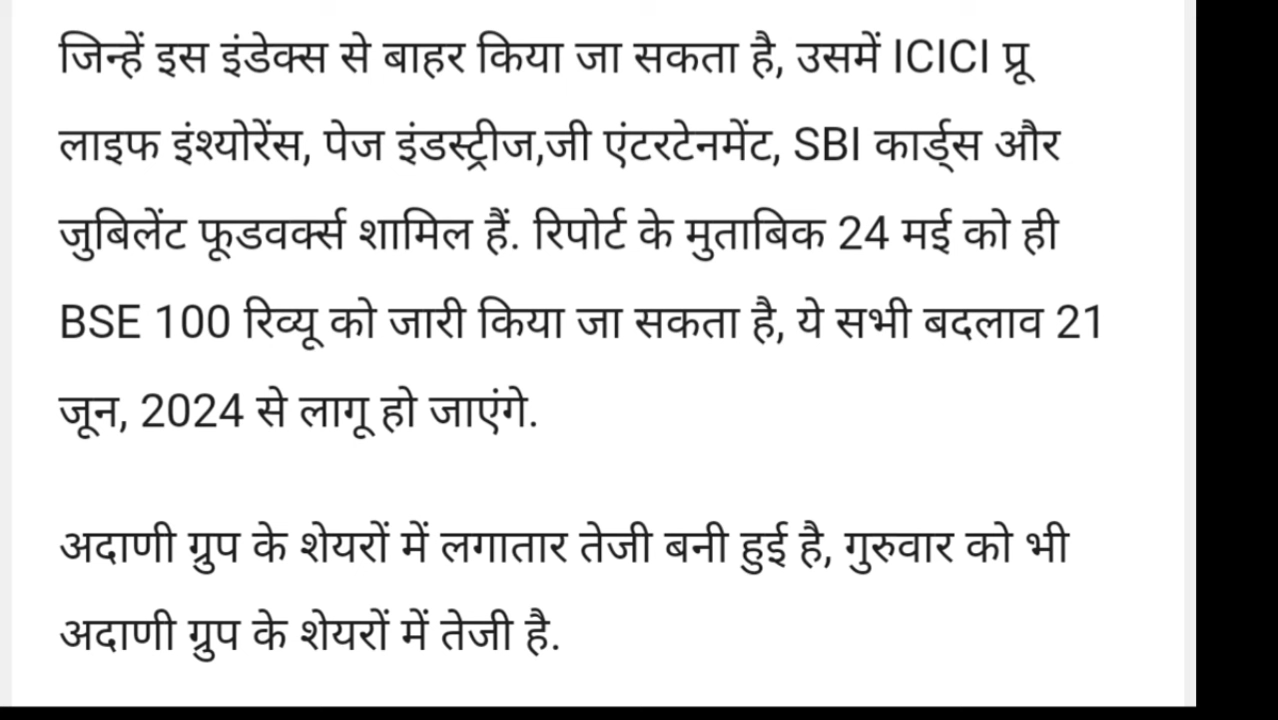 जिन्हें इस इंडेक्स से बाहर किया जा सकता है, उसमें ICICI प्रू
लाइफ इंश्योरेंस, पेज इंडस्ट्रीज,जी एंटरटेनमेंट, SBI कार्ड्स और
जुबिलेंट फूडवर्क्स शामिल हैं. रिपोर्ट के मुताबिक 24 मई को ही
BSE 100 रिव्यू को जारी किया जा सकता है, ये सभी बदलाव 21
जून, 2024 से लागू हो जाएंगे.
अदाणी ग्रुप के शेयरों में लगातार तेजी बनी हुई है, गुरुवार को भी
अदाणी ग्रुप के शेयरों में तेजी है.